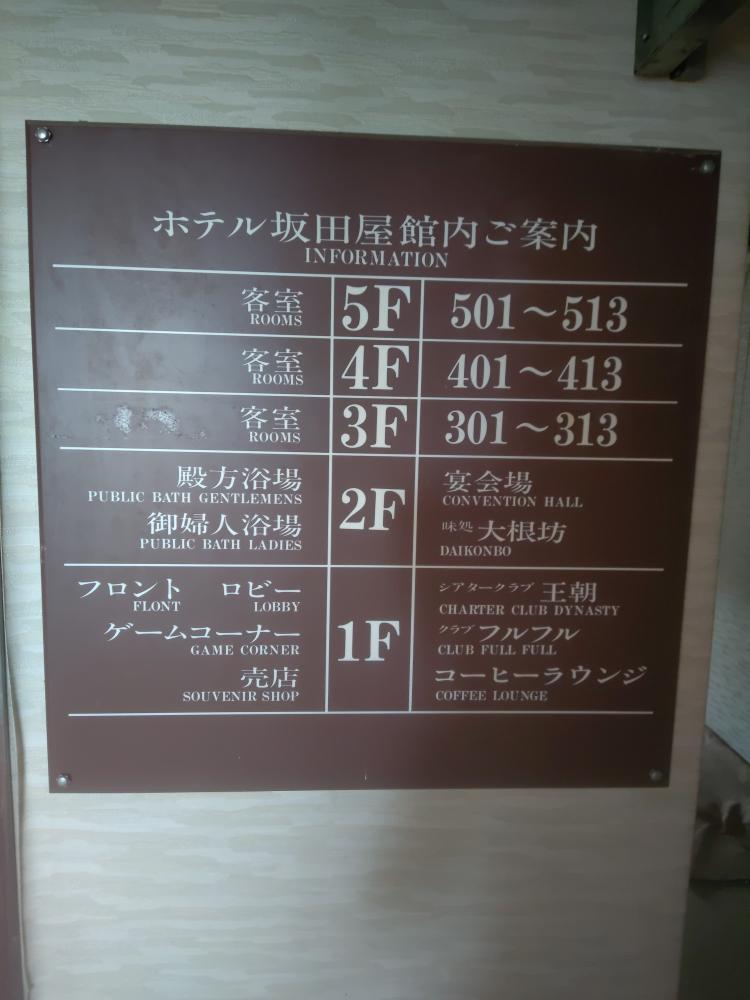 ホテル坂田屋館内ご案内
INFORMATION
客室 5F 501～513
ROOMS
客室 4F 401～413
ROOMS
客室 3F 301～313
ROOMS
殿方浴場
PUBLIC BATH GENTLEMENS
御婦人浴場
PUBLIC BATH LADIES
2F
宴会場
CONVENTION HALL
味処 大根坊
DAIKONBO
フロント ロビー
FLONT LOBBY
ゲームコーナー
GAME CORNER
売店
SOUVENIR SHOP
1F
シアタークラブ 王朝
CHARTER CLUB DYNASTY
クラブ フルフル
CLUB FULL FULL
コーヒーラウンジ
COFFEE LOUNGE